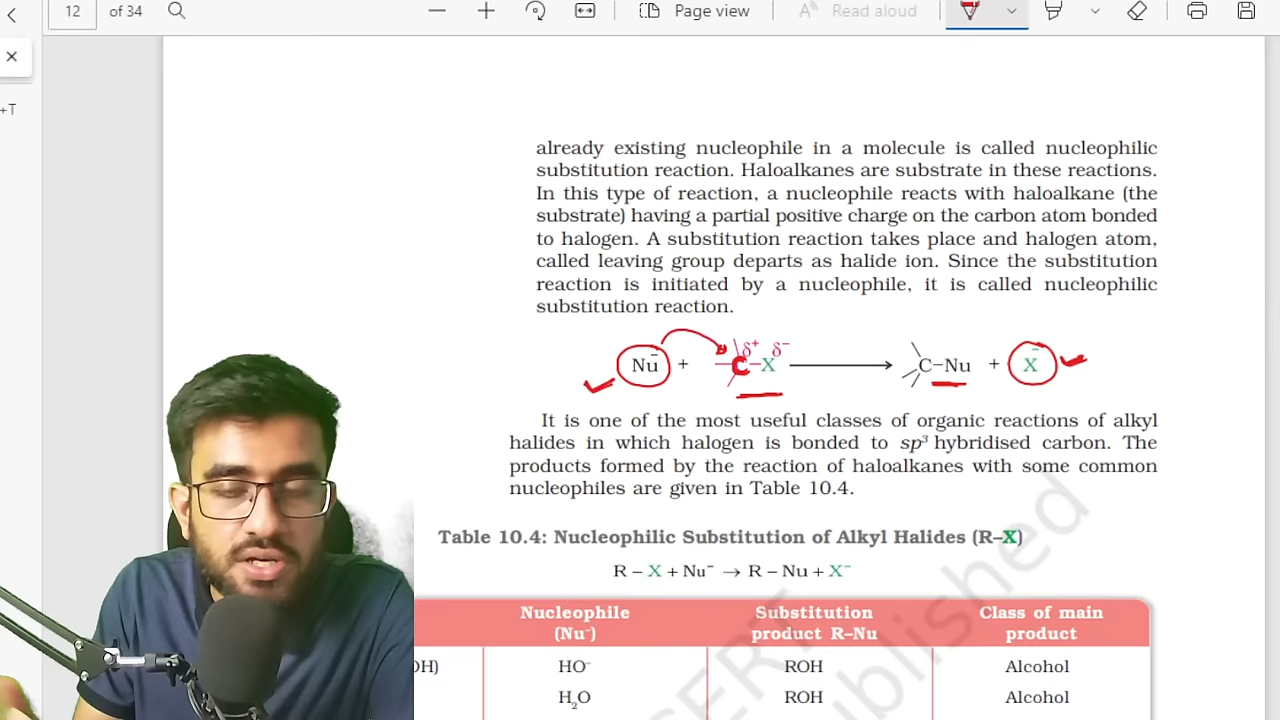 12 of 34 Page view Read aloud
+T
already existing nucleophile in a molecule is called nucleophilic
substitution reaction. Haloalkanes are substrate in these reactions.
In this type of reaction, a nucleophile reacts with haloalkane (the
substrate) having a partial positive charge on the carbon atom bonded
to halogen. A substitution reaction takes place and halogen atom,
called leaving group departs as halide ion. Since the substitution
reaction is initiated by a nucleophile, it is called nucleophilic
substitution reaction.
Nu⁻ + C^δ+–X^δ- → C–Nu + X⁻
It is one of the most useful classes of organic reactions of alkyl
halides in which halogen is bonded to sp³ hybridised carbon. The
products formed by the reaction of haloalkanes with some common
nucleophiles are given in Table 10.4.
Table 10.4: Nucleophilic Substitution of Alkyl Halides (R–X)
R – X + Nu⁻ → R – Nu + X⁻
Nucleophile (Nu⁻) Substitution product R–Nu Class of main product
OH) HO⁻ ROH Alcohol
H₂O ROH Alcohol